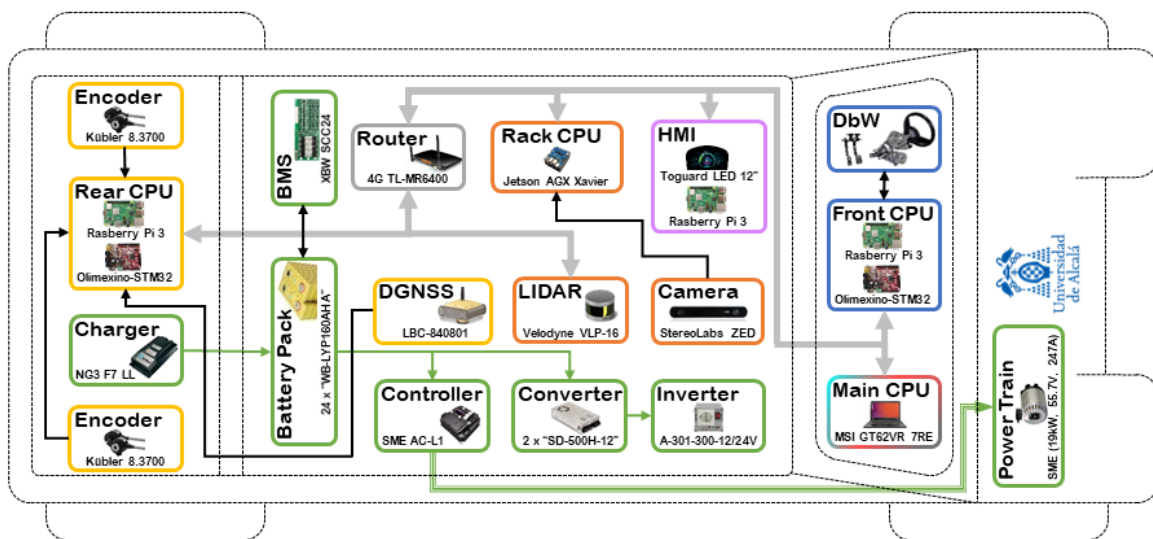 Encoder
Kübler 8.3700
Rear CPU
Rasberry Pi 3
Olimexino-STM32
Charger
NG3 F7 LL
Encoder
Kübler 8.3700
BMS
XBW SCC24
Battery Pack
24 x "WB-LYP160AHA"
Router
4G TL-MR6400
Rack CPU
Jetson AGX Xavier
HMI
Toguard LED 12"
Rasberry Pi 3
DGNSS
LBC-840801
LIDAR
Velodyne VLP-16
Camera
StereoLabs ZED
Controller
SME AC-L1
Converter
2 x "SD-500H-12"
Inverter
A-301-300-12/24V
DbW
Front CPU
Rasberry Pi 3
Olimexino-STM32
Main CPU
MSI GT62VR 7RE
Universidad
de Alcalá
Power Train
SME (19kW, 55.7V, 247A)